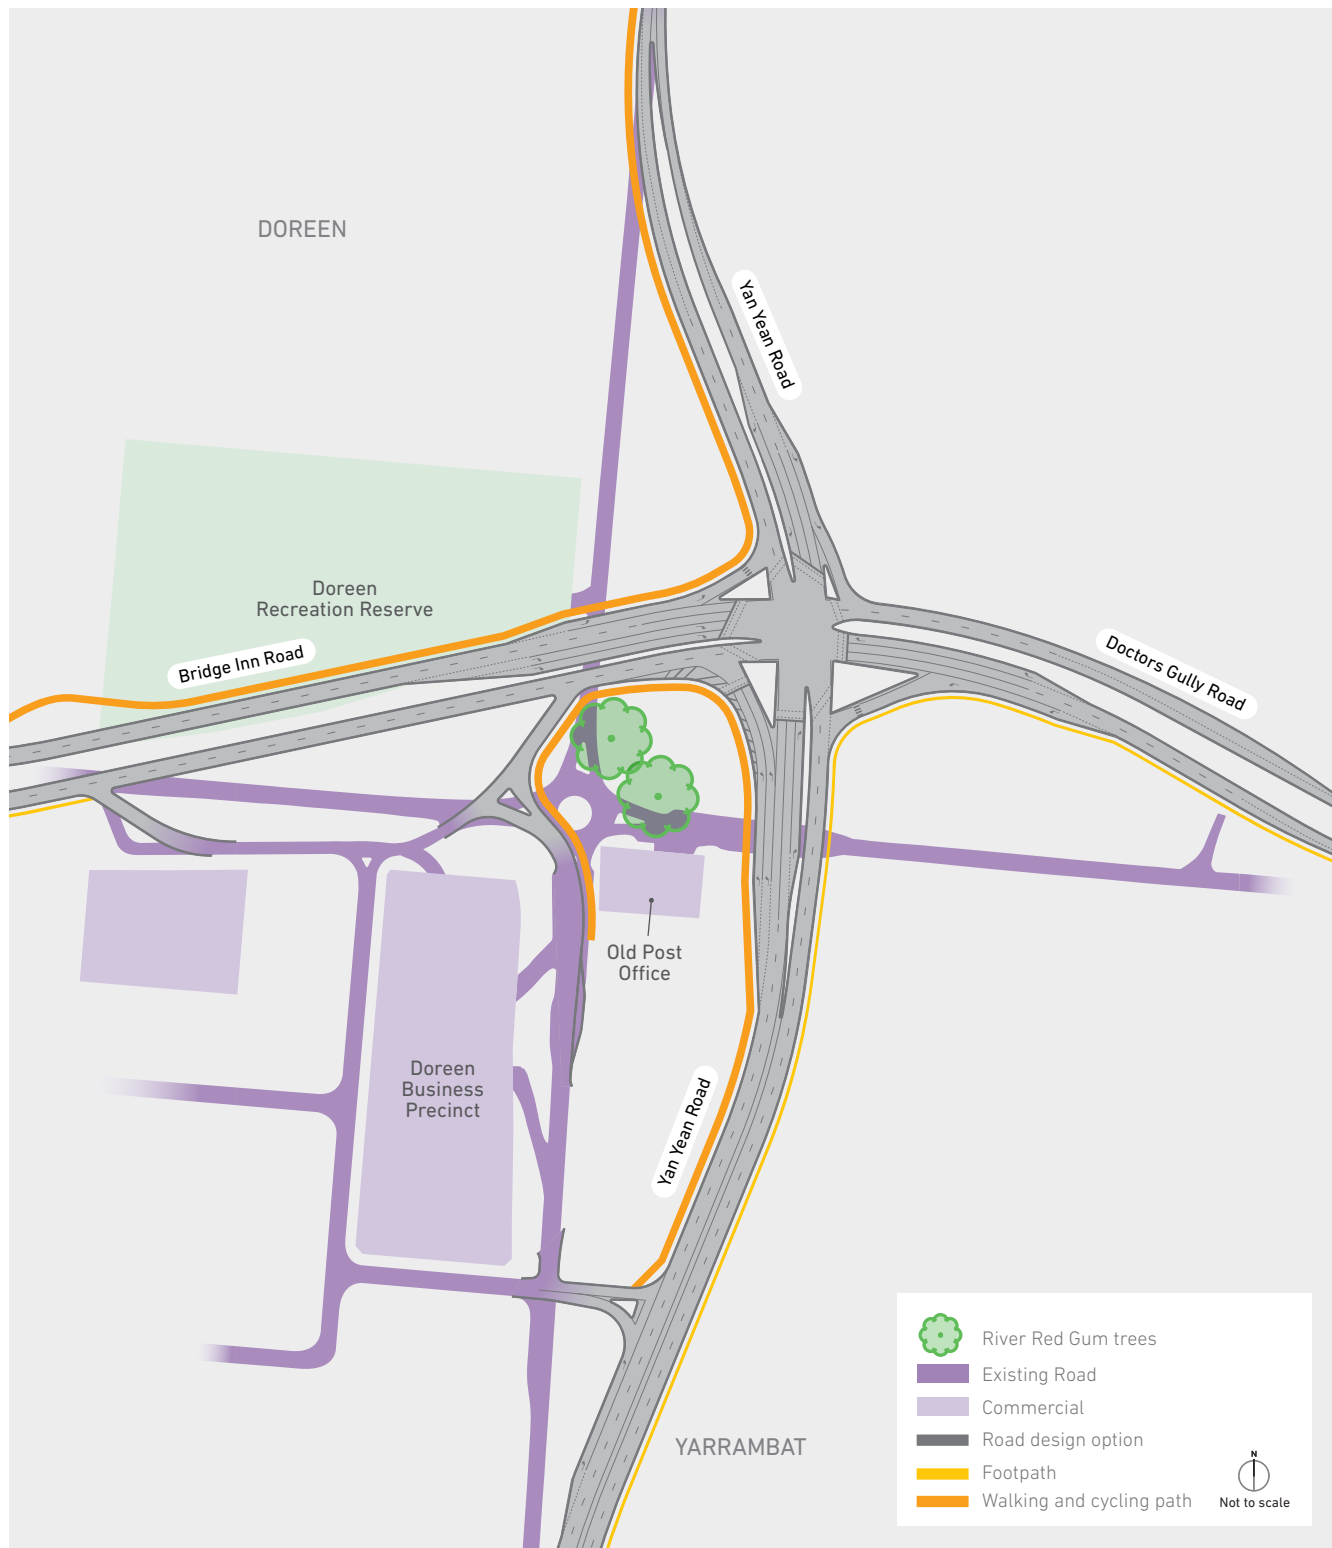 DOREEN
Yan Yean Road
Doreen
Recreation Reserve
Bridge Inn Road
Doctors Gully Road
Old Post
Office
Doreen
Business
Precinct
Yan Yean Road
YARRAMBAT
River Red Gum trees
Existing Road
Commercial
Road design option
Footpath
Walking and cycling path
N
Not to scale